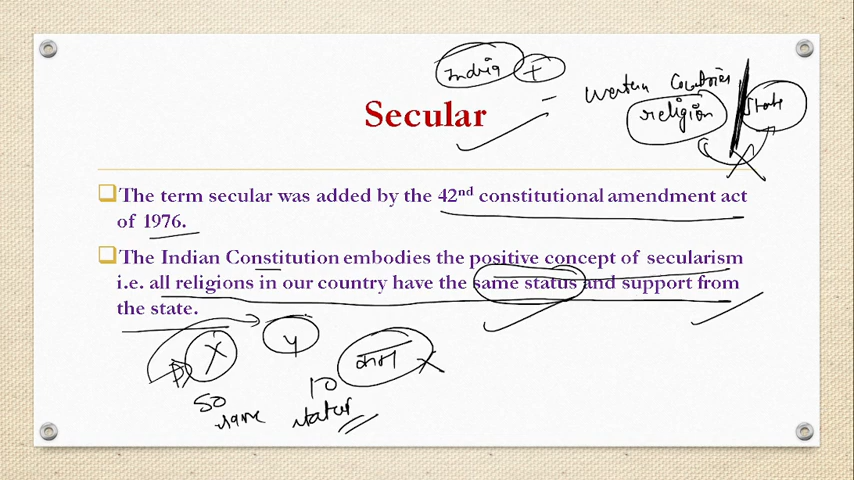 India +
Western Countries
religion State
Secular
The term secular was added by the 42nd constitutional amendment act
of 1976.
The Indian Constitution embodies the positive concept of secularism
i.e. all religions in our country have the same status and support from
the state.
X y
50 10
same status